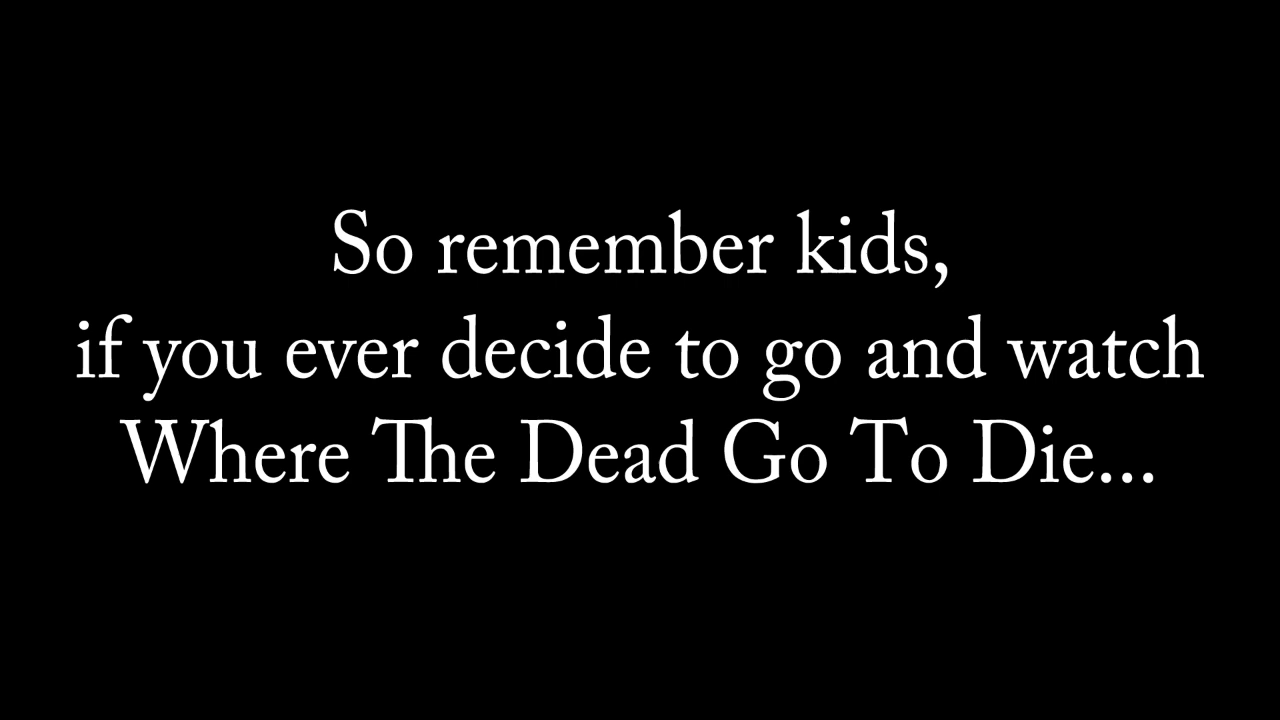 So remember kids,
if you ever decide to go and watch
Where The Dead Go To Die...